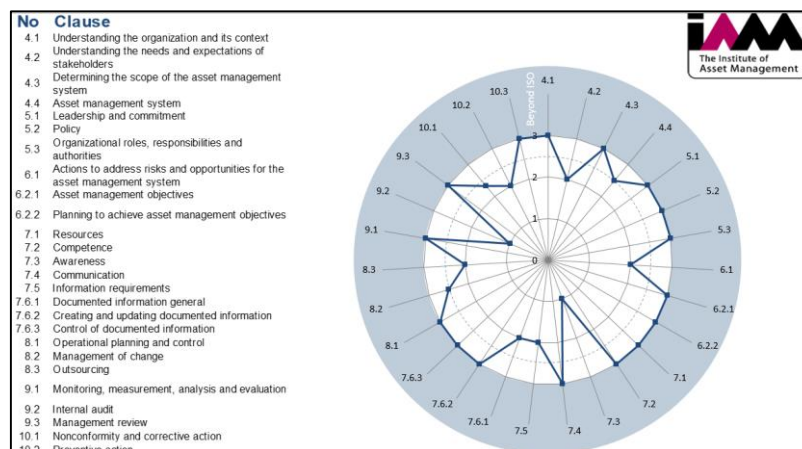 No Clause
4.1 Understanding the organization and its context
4.2 Understanding the needs and expectations of
stakeholders
4.3 Determining the scope of the asset management
system
4.4 Asset management system
5.1 Leadership and commitment
5.2 Policy
5.3 Organizational roles, responsibilities and
authorities
6.1 Actions to address risks and opportunities for the
asset management system
6.2.1 Asset management objectives
6.2.2 Planning to achieve asset management objectives
7.1 Resources
7.2 Competence
7.3 Awareness
7.4 Communication
7.5 Information requirements
7.6.1 Documented information general
7.6.2 Creating and updating documented information
7.6.3 Control of documented information
8.1 Operational planning and control
8.2 Management of change
8.3 Outsourcing
9.1 Monitoring, measurement, analysis and evaluation
9.2 Internal audit
9.3 Management review
10.1 Nonconformity and corrective action
10.2 Preventive action
iAM
The Institute of
Asset Management
Beyond ISO
4.1
4.2
4.3
4.4
5.1
5.2
5.3
6.1
6.2.1
6.2.2
7.1
7.2
7.3
7.4
7.5
7.6.1
7.6.2
7.6.3
8.1
8.2
8.3
9.1
9.2
9.3
10.1
10.2
10.3
3
2
1
0